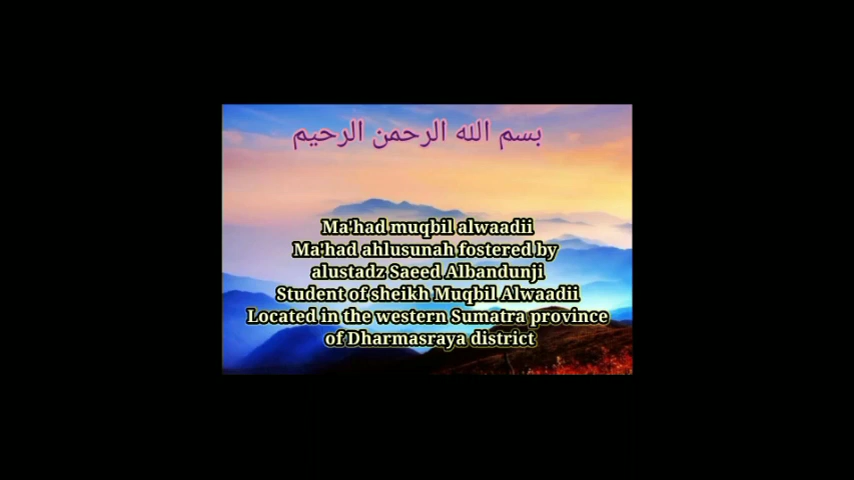 بسم الله الرحمن الرحيم
Ma'had muqbil alwaadii
Ma'had ahlusunah fostered by
alustadz Saeed Albandunji
Student of sheikh Muqbil Alwaadii
Located in the western Sumatra province
of Dharmasraya district